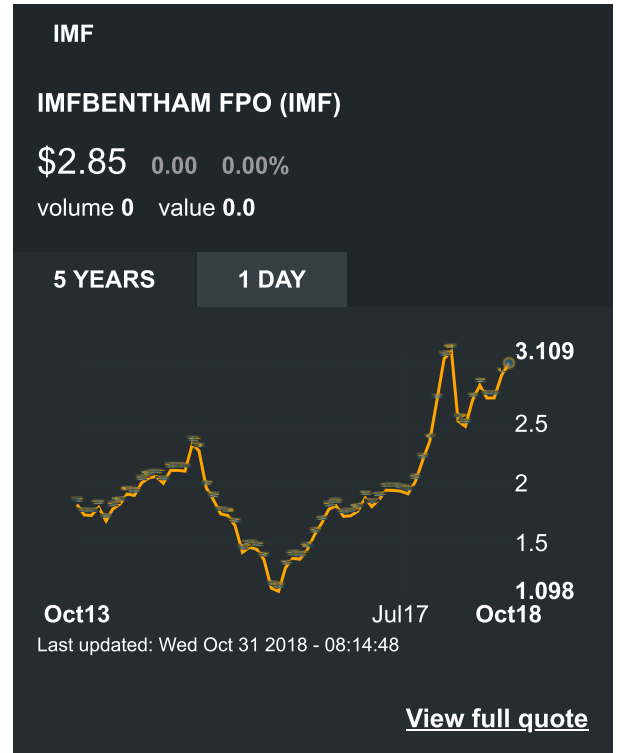 IMF
IMFBENTHAM FPO (IMF)
$2.85 0.00 0.00%
volume 0 value 0.0
5 YEARS 1 DAY
3.109
2.5
2
1.5
1.098
Oct13 Jul17 Oct18
Last updated: Wed Oct 31 2018 - 08:14:48
View full quote